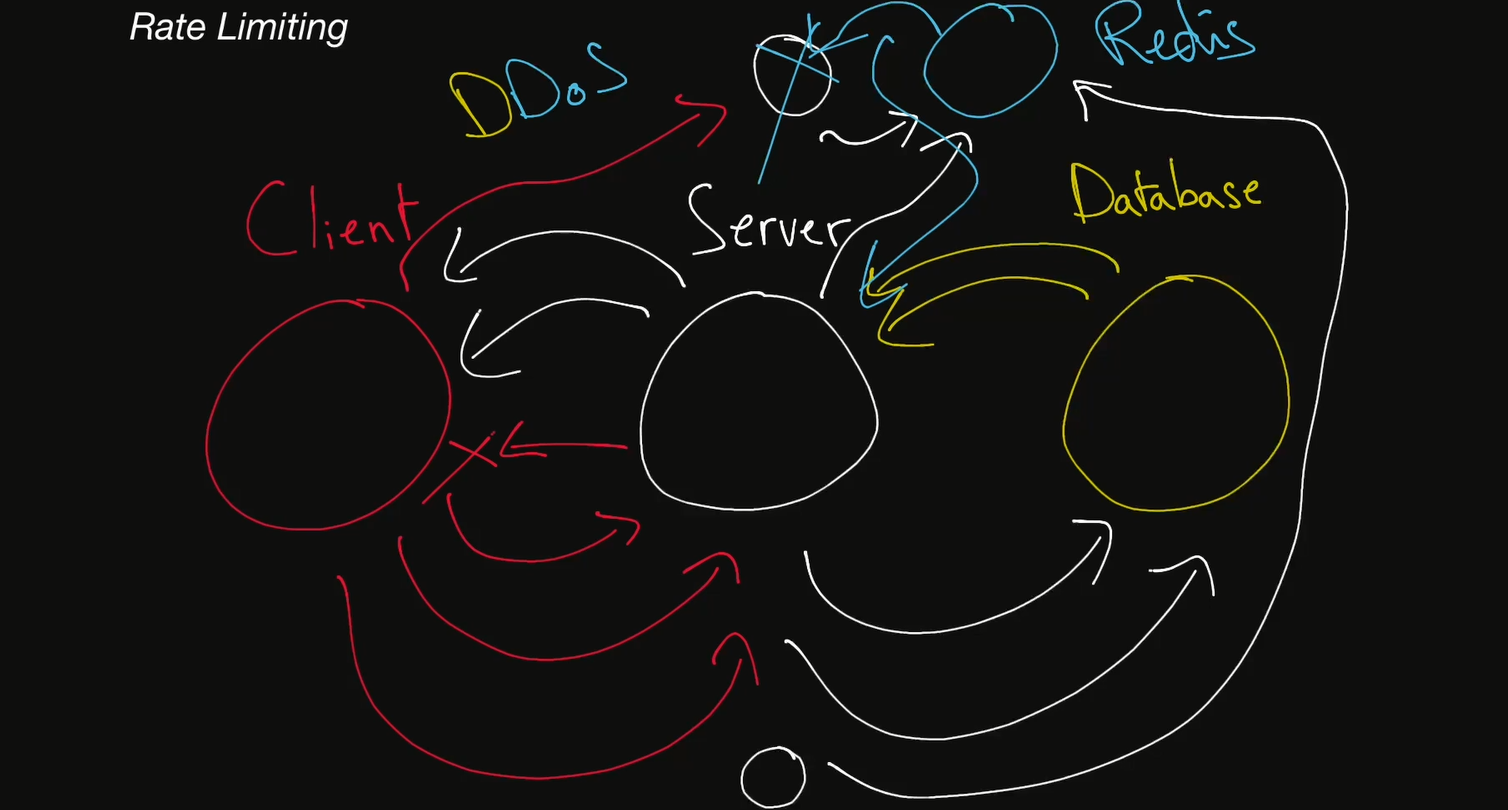 Rate Limiting
DDoS
Redis
Client
Server
Database